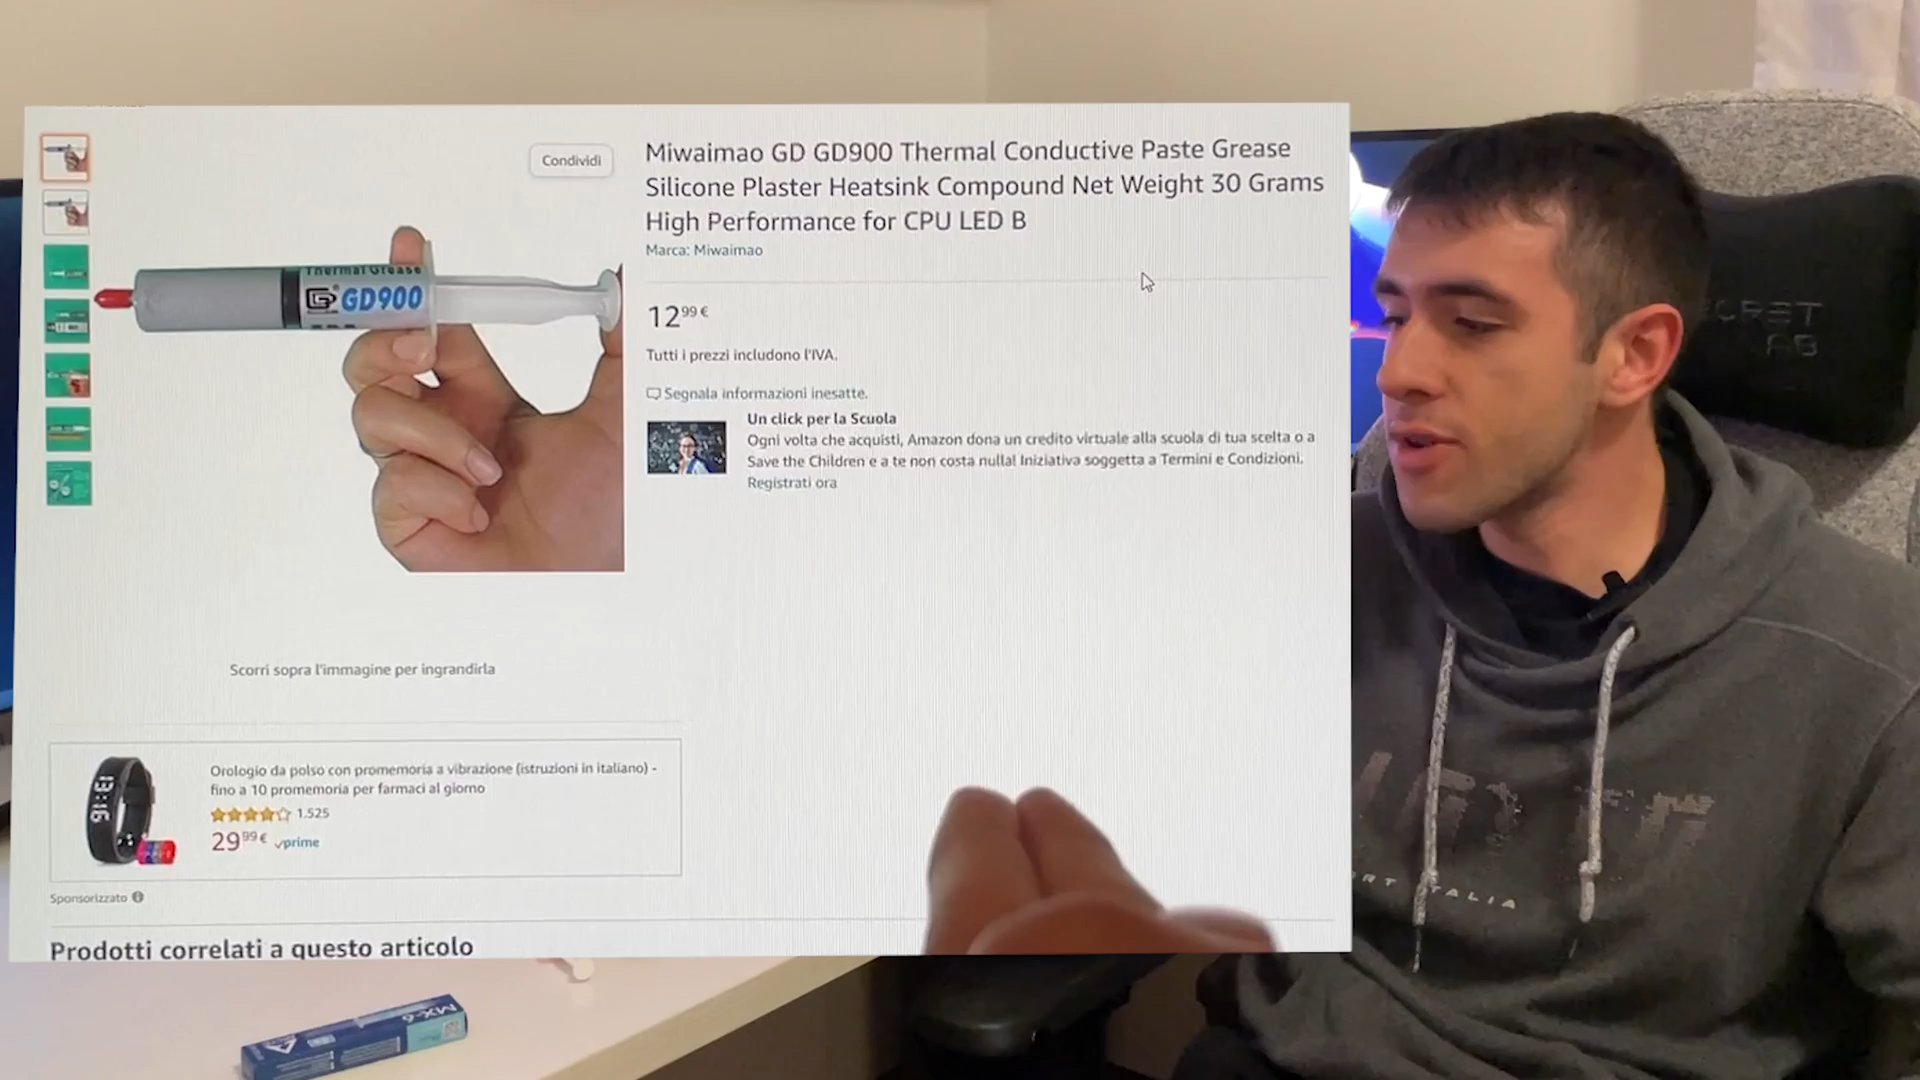 Condividi
Miwaimao GD GD900 Thermal Conductive Paste Grease
Silicone Plaster Heatsink Compound Net Weight 30 Grams
High Performance for CPU LED B
Marca: Miwaimao
Thermal Grease
GD900
12⁹⁹ €
Tutti i prezzi includono l'IVA.
Segnala informazioni inesatte.
Un click per la Scuola
Ogni volta che acquisti, Amazon dona un credito virtuale alla scuola di tua scelta o a
Save the Children e a te non costa nulla! Iniziativa soggetta a Termini e Condizioni.
Registrati ora
Scorri sopra l'immagine per ingrandirla
Orologio da polso con promemoria a vibrazione (istruzioni in italiano) -
fino a 10 promemoria per farmaci al giorno
1.525
29⁹⁹ € prime
Sponsorizzato
Prodotti correlati a questo articolo
MX-6